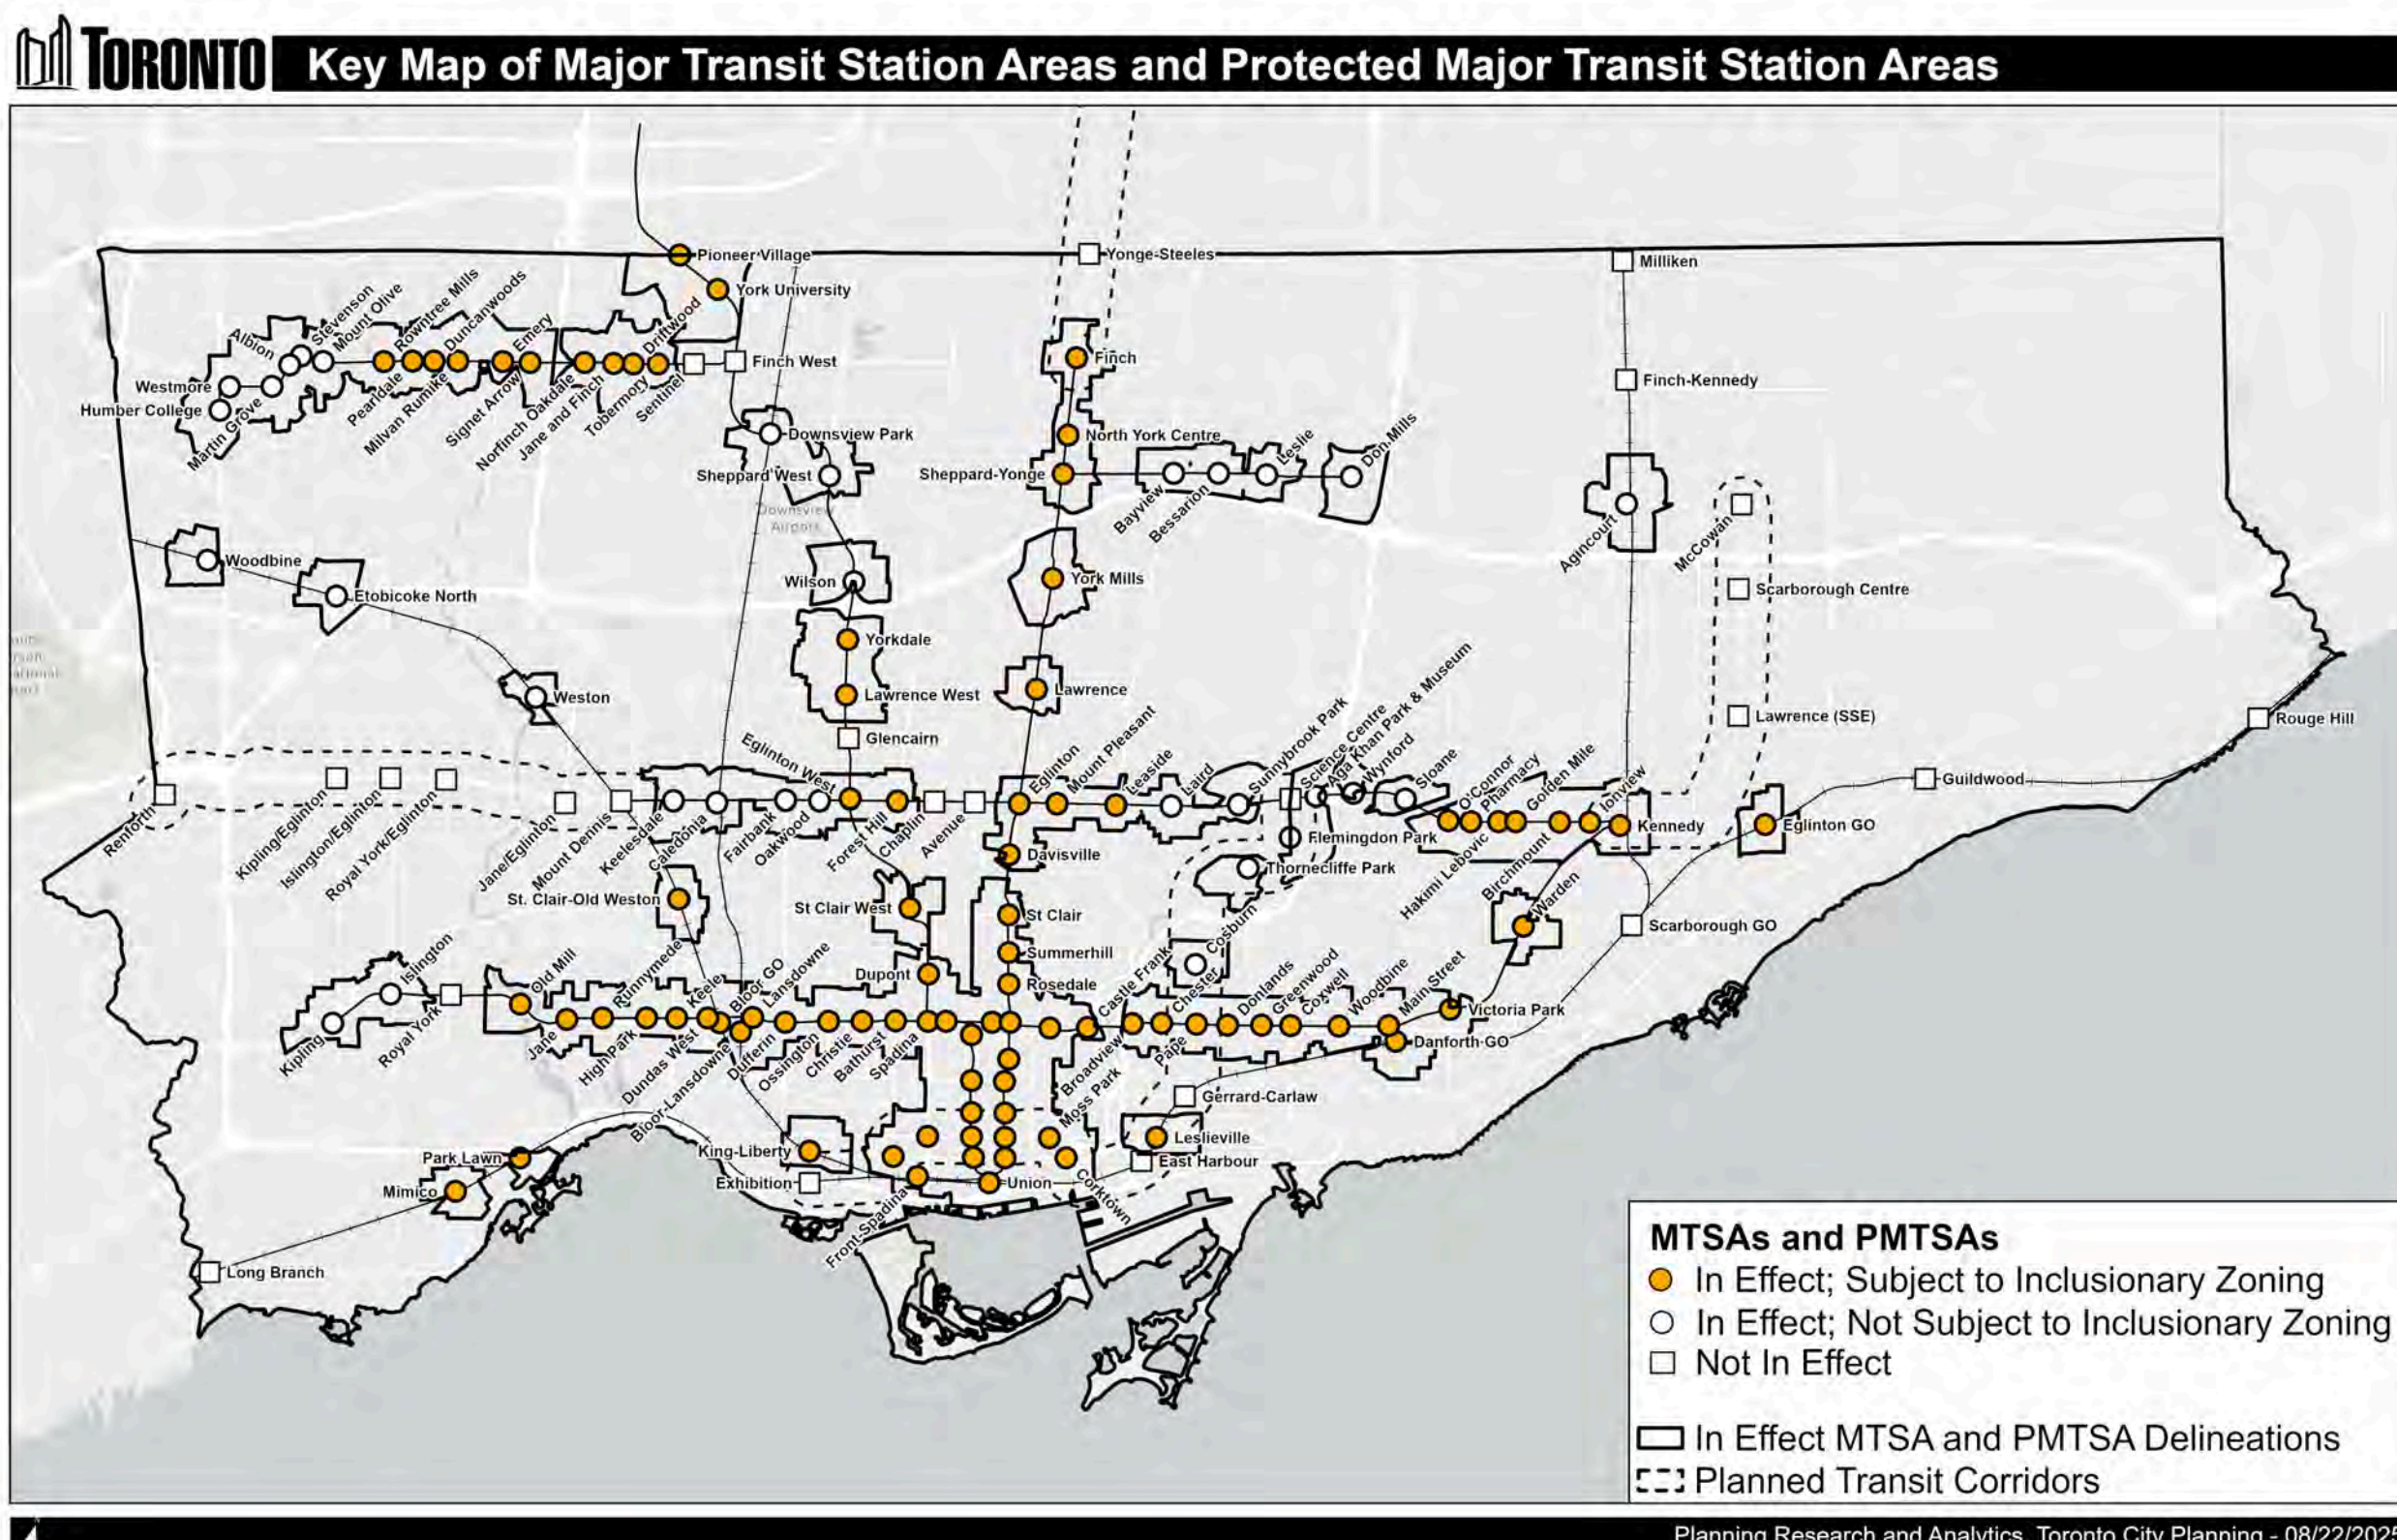 TORONTO
Key Map of Major Transit Station Areas and Protected Major Transit Station Areas
Pioneer Village
Yonge-Steeles
Milliken
York University
Stevenson
Mount Olive
Rowntree Mills
Duncanwoods
Emery
Driftwood
Albion
Finch West
Finch
Finch-Kennedy
Westmore
Humber College
Martin Grove
Pearldale
Milvan Rumike
Signet Arrow
Norfinch Oakdale
Jane and Finch
Tobermory
Sentinel
Downsview Park
North York Centre
Leslie
Don Mills
Sheppard West
Sheppard-Yonge
Bayview
Bessarion
Downsview
Airport
Agincourt
McCowan
Woodbine
Etobicoke North
Wilson
York Mills
Scarborough Centre
Yorkdale
Lawrence West
Lawrence
Weston
Lawrence (SSE)
Rouge Hill
Glencairn
Eglinton West
Eglinton
Mount Pleasant
Leaside
Laird
Sunnybrook Park
Science Centre
Aga Khan Park & Museum
Wynford
Sloane
O'Connor
Pharmacy
Golden Mile
Ionview
Guildwood
Renforth
Kipling/Eglinton
Islington/Eglinton
Royal York/Eglinton
Jane/Eglinton
Mount Dennis
Keelesdale
Caledonia
Fairbank
Oakwood
Forest Hill
Chaplin
Avenue
Davisville
Flemingdon Park
Thorncliffe Park
Hakimi Lebovic
Birchmount
Kennedy
Eglinton GO
Warden
St. Clair-Old Weston
St Clair West
St Clair
Scarborough GO
Summerhill
Cosburn
Islington
Old Mill
Runnymede
Keele
Bloor GO
Lansdowne
Dupont
Rosedale
Castle Frank
Chester
Donlands
Greenwood
Coxwell
Woodbine
Main Street
Victoria Park
Kipling
Royal York
Jane
High Park
Dundas West
Bloor-Lansdowne
Dufferin
Ossington
Christie
Bathurst
Spadina
Broadview
Pape
Danforth GO
Moss Park
Gerrard-Carlaw
Leslieville
Park Lawn
King-Liberty
East Harbour
Mimico
Exhibition
Union
Corktown
Front-Spadina
Long Branch
MTSAs and PMTSAs
In Effect; Subject to Inclusionary Zoning
In Effect; Not Subject to Inclusionary Zoning
Not In Effect
In Effect MTSA and PMTSA Delineations
Planned Transit Corridors
Planning Research and Analytics, Toronto City Planning - 08/22/202